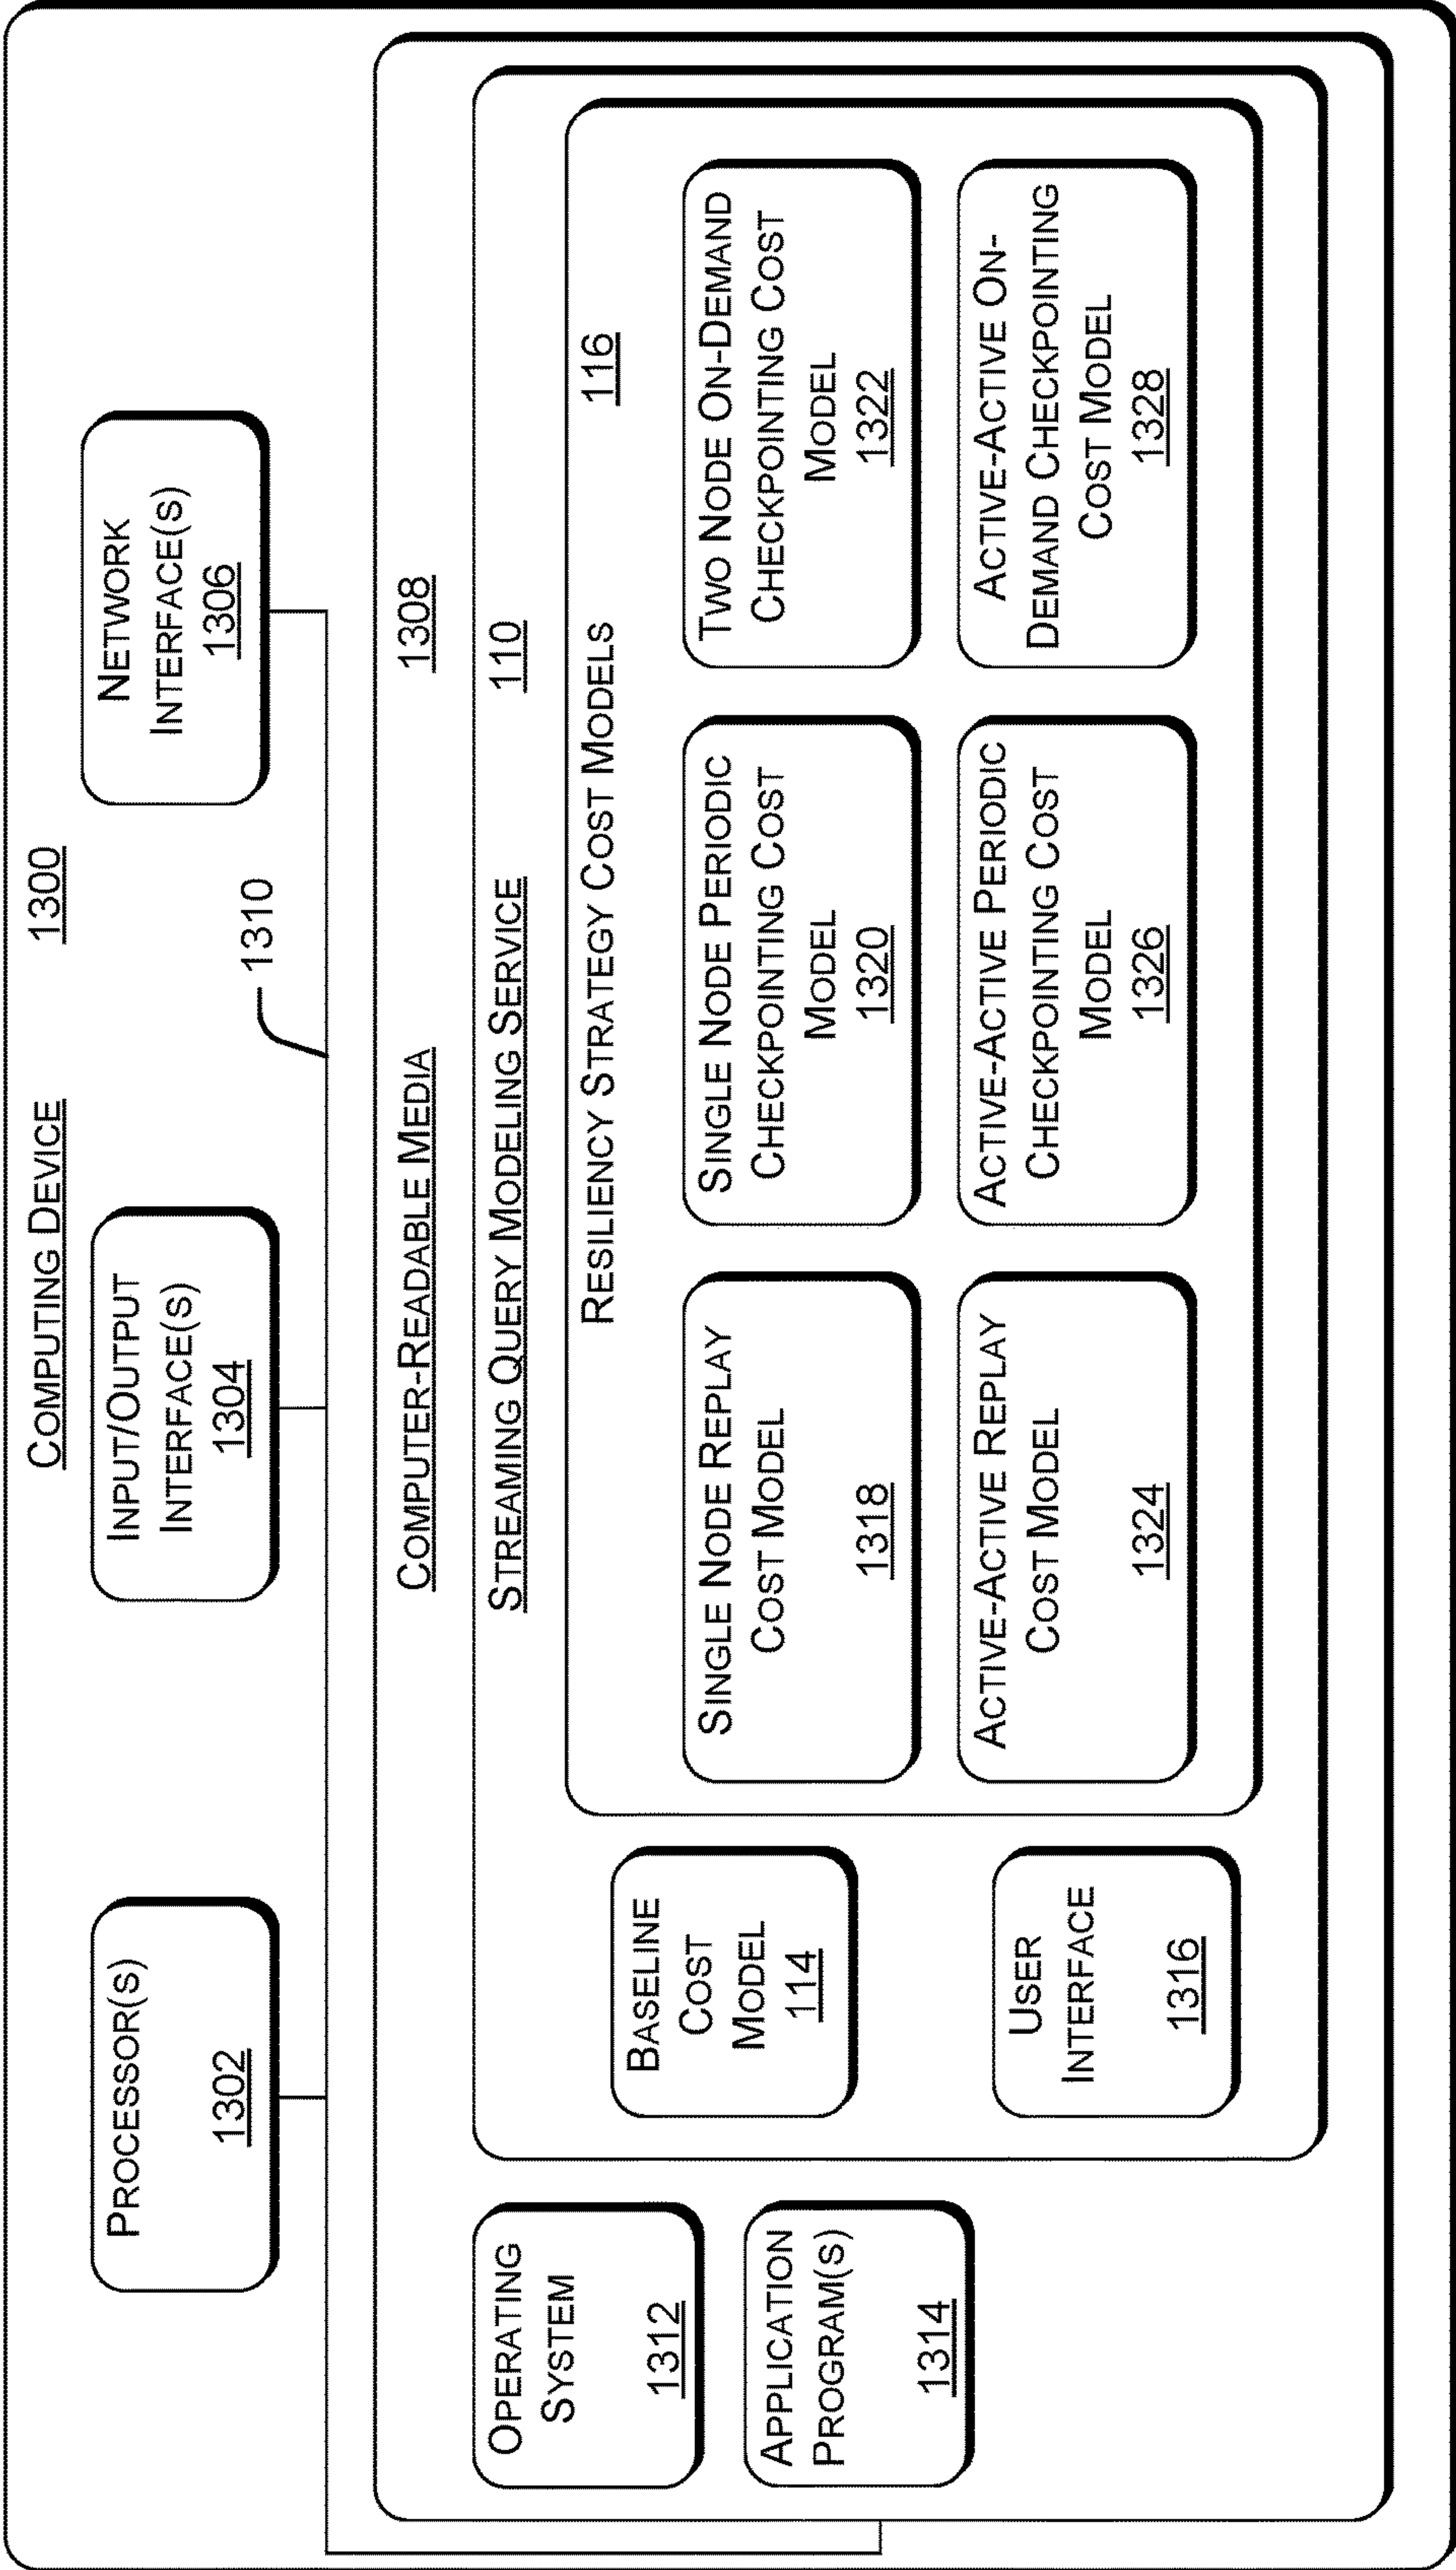 COMPUTING DEVICE 1300
PROCESSOR(S)
1302
INPUT/OUTPUT
INTERFACE(S)
1304
NETWORK
INTERFACE(S)
1306
1310
COMPUTER-READABLE MEDIA 1308
OPERATING
SYSTEM
1312
APPLICATION
PROGRAM(S)
1314
STREAMING QUERY MODELING SERVICE 110
BASELINE
COST
MODEL
114
USER
INTERFACE
1316
RESILIENCY STRATEGY COST MODELS 116
SINGLE NODE REPLAY
COST MODEL
1318
SINGLE NODE PERIODIC
CHECKPOINTING COST
MODEL
1320
TWO NODE ON-DEMAND
CHECKPOINTING COST
MODEL
1322
ACTIVE-ACTIVE REPLAY
COST MODEL
1324
ACTIVE-ACTIVE PERIODIC
CHECKPOINTING COST
MODEL
1326
ACTIVE-ACTIVE ON-
DEMAND CHECKPOINTING
COST MODEL
1328